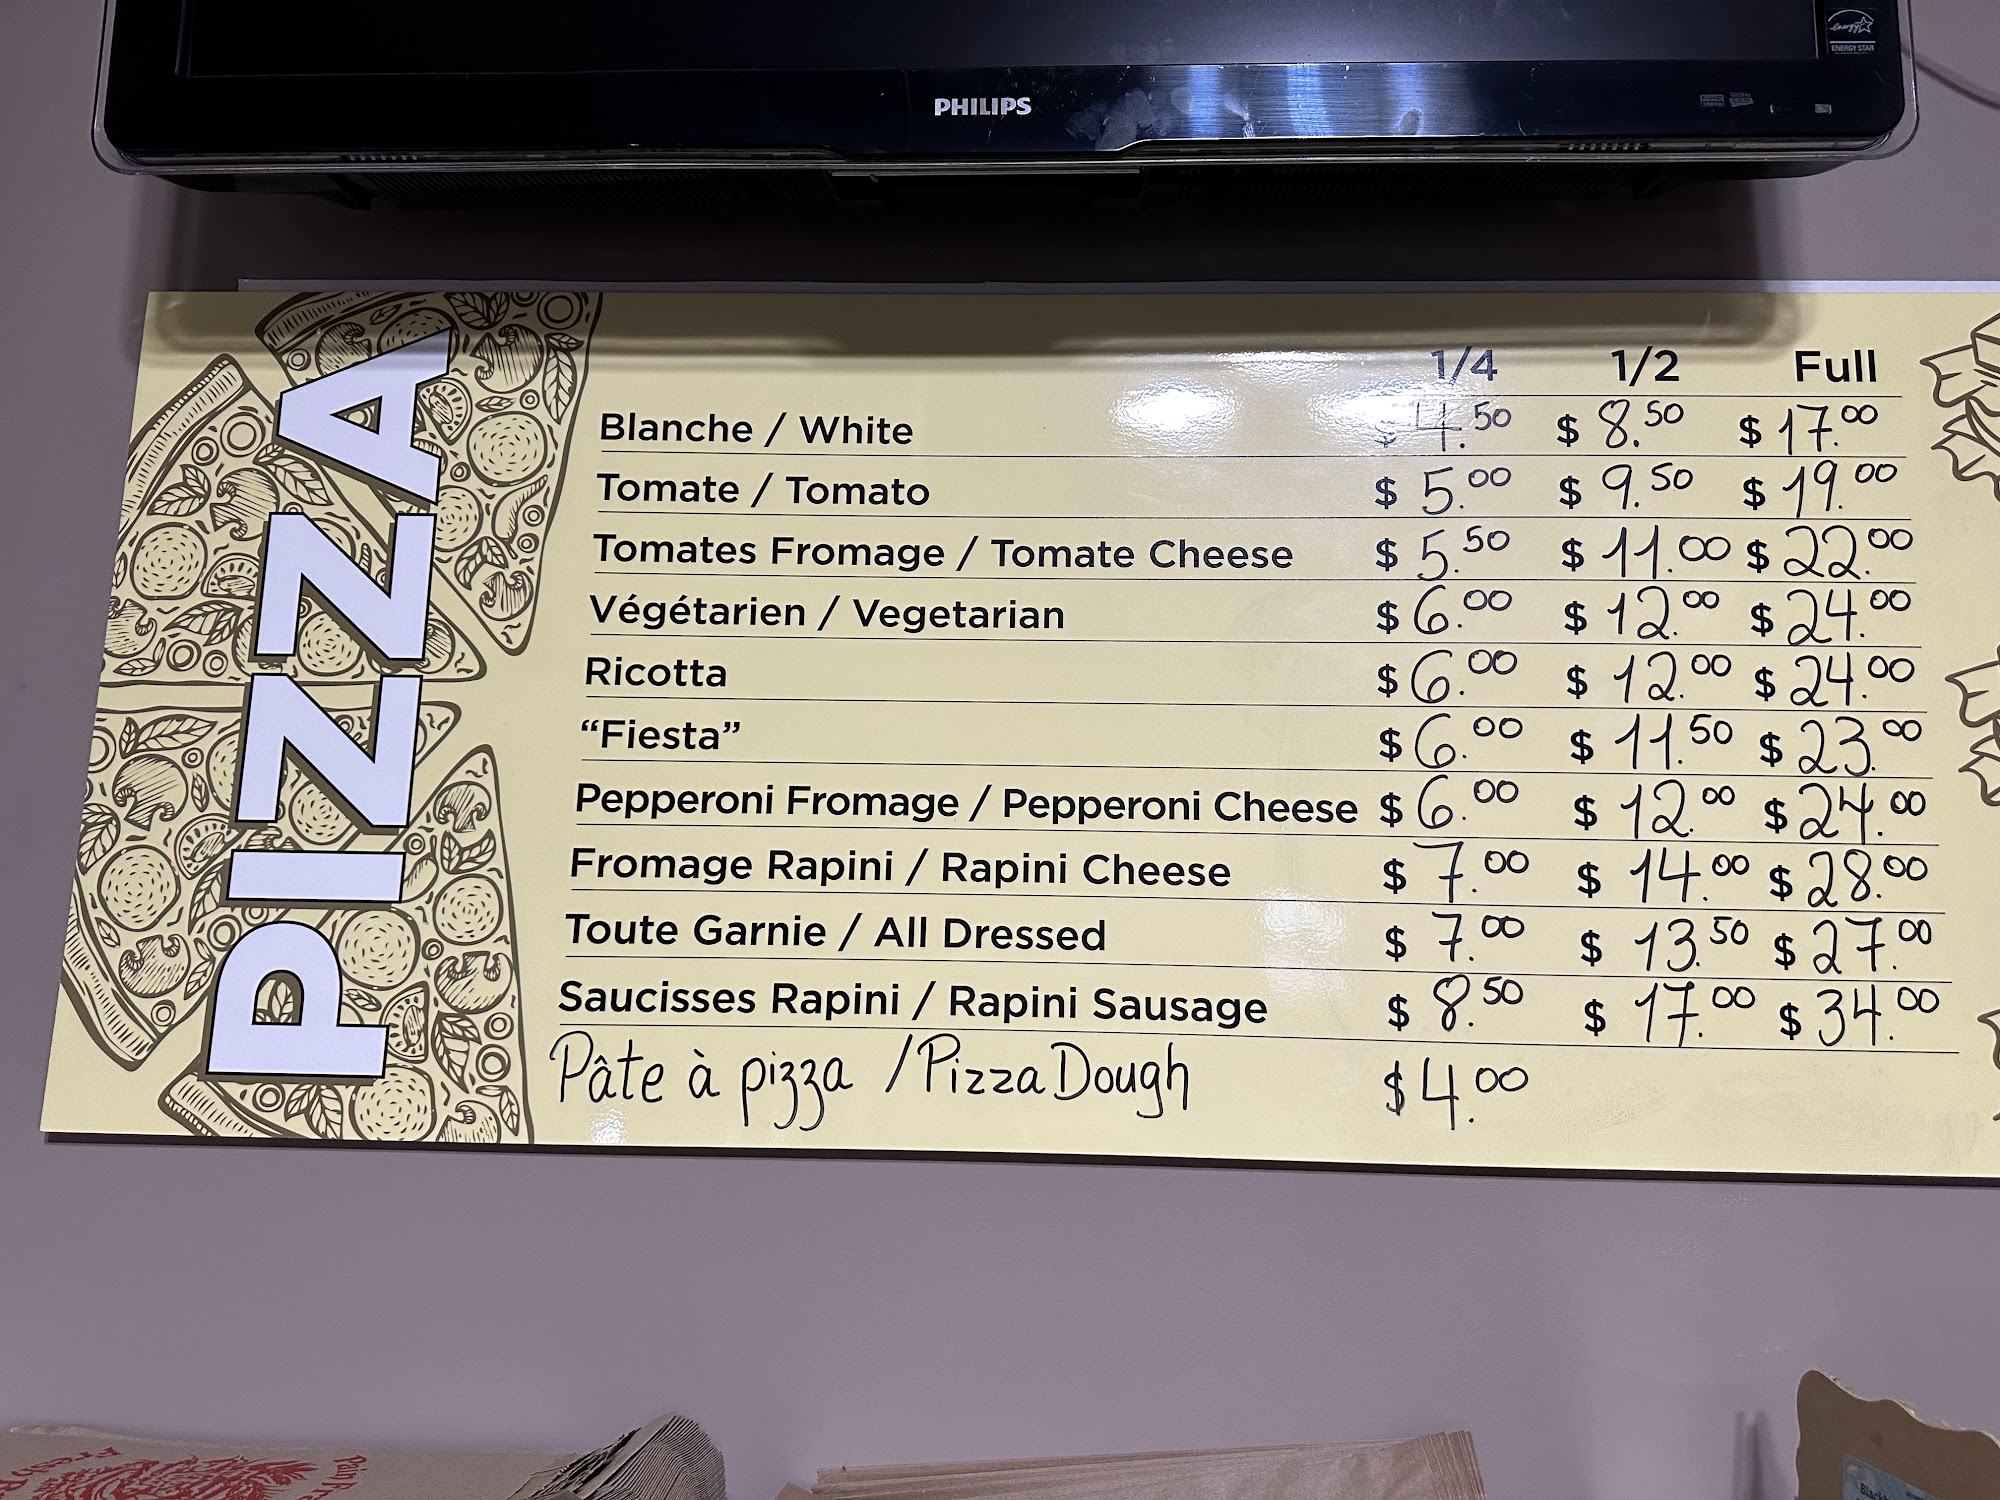 PHILIPS
energy
ENERGY STAR
PIZZA
1/4 1/2 Full
Blanche / White $ 4.50 $ 8.50 $ 17.00
Tomate / Tomato $ 5.00 $ 9.50 $ 19.00
Tomates Fromage / Tomate Cheese $ 5.50 $ 11.00 $ 22.00
Végétarien / Vegetarian $ 6.00 $ 12.00 $ 24.00
Ricotta $ 6.00 $ 12.00 $ 24.00
“Fiesta” $ 6.00 $ 11.50 $ 23.00
Pepperoni Fromage / Pepperoni Cheese $ 6.00 $ 12.00 $ 24.00
Fromage Rapini / Rapini Cheese $ 7.00 $ 14.00 $ 28.00
Toute Garnie / All Dressed $ 7.00 $ 13.50 $ 27.00
Saucisses Rapini / Rapini Sausage $ 8.50 $ 17.00 $ 34.00
Pâte à pizza / Pizza Dough $4.00